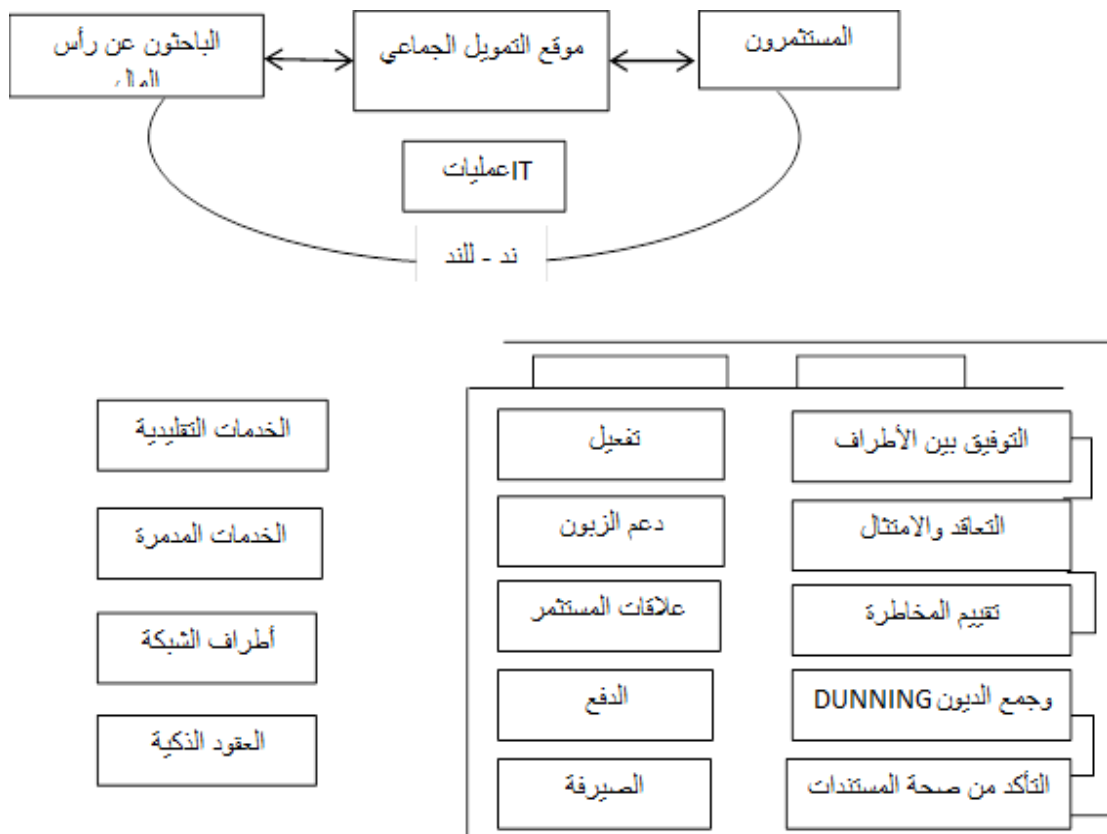 المستثمرون
موقع التمويل الجماعي
الباحثون عن رأس
المال
ITعمليات
ند - للند
التوفيق بين الأطراف
تفعيل
الخدمات التقليدية
التعاقد والامتثال
دعم الزبون
الخدمات المدمرة
تقييم المخاطرة
علاقات المستثمر
أطراف الشبكة
وجمع الديون DUNNING
الدفع
العقود الذكية
التأكد من صحة المستندات
الصيرفة